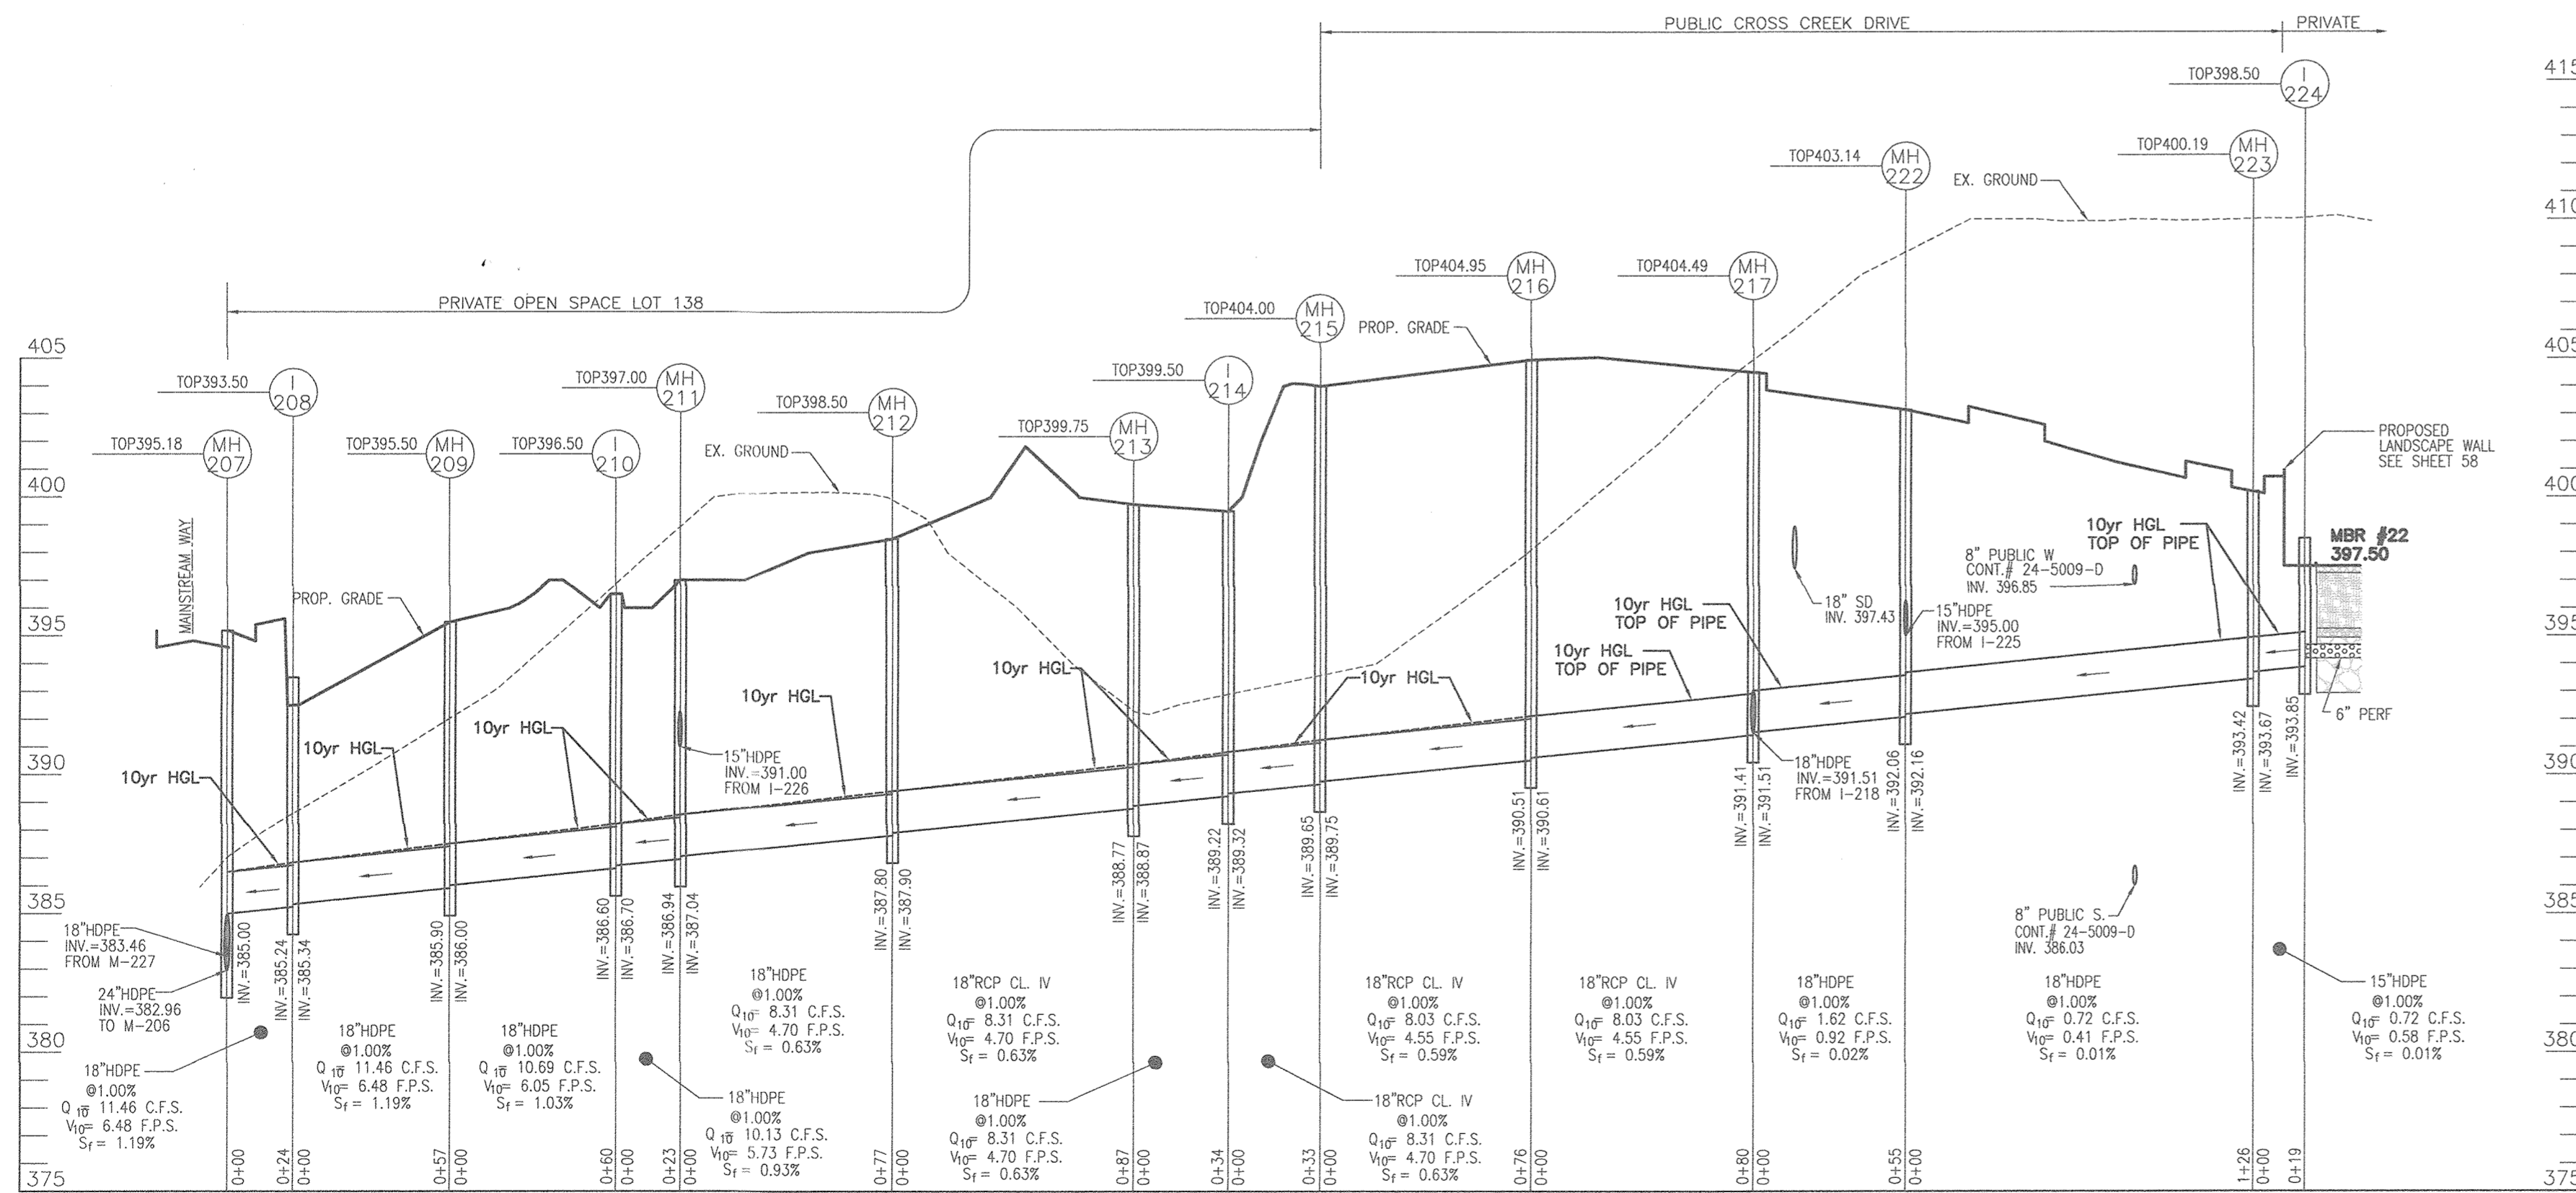 PUBLIC CROSS CREEK DRIVE
PRIVATE
PRIVATE OPEN SPACE LOT 138
415
410
405
400
395
390
385
380
375
405
400
395
390
385
380
375
TOP395.18
MH
207
TOP393.50
I
208
TOP395.50
MH
209
TOP396.50
I
210
TOP397.00
MH
211
TOP398.50
MH
212
TOP399.75
MH
213
TOP399.50
I
214
TOP404.00
MH
215
TOP404.95
MH
216
TOP404.49
MH
217
TOP403.14
MH
222
TOP400.19
MH
223
TOP398.50
I
224
MAINSTREAM WAY
PROP. GRADE
EX. GROUND
PROP. GRADE
EX. GROUND
PROPOSED
LANDSCAPE WALL
SEE SHEET 58
MBR #22
397.50
6" PERF
10yr HGL
10yr HGL
10yr HGL
10yr HGL
10yr HGL
10yr HGL
10yr HGL
TOP OF PIPE
10yr HGL
TOP OF PIPE
10yr HGL
TOP OF PIPE
15"HDPE
INV.=391.00
FROM I-226
18" SD
INV. 397.43
8" PUBLIC W
CONT.# 24-5009-D
INV. 396.85
15"HDPE
INV.=395.00
FROM I-225
18"HDPE
INV.=391.51
FROM I-218
8" PUBLIC S.
CONT.# 24-5009-D
INV. 386.03
18"HDPE
INV.=383.46
FROM M-227
24"HDPE
INV.=382.96
TO M-206
INV.=385.00
INV.=385.24
INV.=385.34
INV.=385.90
INV.=386.00
INV.=386.60
INV.=386.70
INV.=386.94
INV.=387.04
INV.=387.80
INV.=387.90
INV.=388.77
INV.=388.87
INV.=389.22
INV.=389.32
INV.=389.65
INV.=389.75
INV.=390.51
INV.=390.61
INV.=391.41
INV.=391.51
INV.=392.06
INV.=392.16
INV.=393.42
INV.=393.67
INV.=393.85
18"HDPE
@1.00%
Q10= 11.46 C.F.S.
V10= 6.48 F.P.S.
Sf = 1.19%
18"HDPE
@1.00%
Q10= 11.46 C.F.S.
V10= 6.48 F.P.S.
Sf = 1.19%
18"HDPE
@1.00%
Q10= 10.69 C.F.S.
V10= 6.05 F.P.S.
Sf = 1.03%
18"HDPE
@1.00%
Q10= 10.13 C.F.S.
V10= 5.73 F.P.S.
Sf = 0.93%
18"HDPE
@1.00%
Q10= 8.31 C.F.S.
V10= 4.70 F.P.S.
Sf = 0.63%
18"RCP CL. IV
@1.00%
Q10= 8.31 C.F.S.
V10= 4.70 F.P.S.
Sf = 0.63%
18"HDPE
@1.00%
Q10= 8.31 C.F.S.
V10= 4.70 F.P.S.
Sf = 0.63%
18"RCP CL. IV
@1.00%
Q10= 8.31 C.F.S.
V10= 4.70 F.P.S.
Sf = 0.63%
18"RCP CL. IV
@1.00%
Q10= 8.03 C.F.S.
V10= 4.55 F.P.S.
Sf = 0.59%
18"RCP CL. IV
@1.00%
Q10= 8.03 C.F.S.
V10= 4.55 F.P.S.
Sf = 0.59%
18"HDPE
@1.00%
Q10= 1.62 C.F.S.
V10= 0.92 F.P.S.
Sf = 0.02%
18"HDPE
@1.00%
Q10= 0.72 C.F.S.
V10= 0.41 F.P.S.
Sf = 0.01%
15"HDPE
@1.00%
Q10= 0.72 C.F.S.
V10= 0.58 F.P.S.
Sf = 0.01%
0+00
0+24
0+00
0+57
0+00
0+60
0+00
0+23
0+00
0+77
0+00
0+87
0+00
0+34
0+00
0+33
0+00
0+76
0+00
0+80
0+00
0+55
0+00
1+26
0+00
0+19